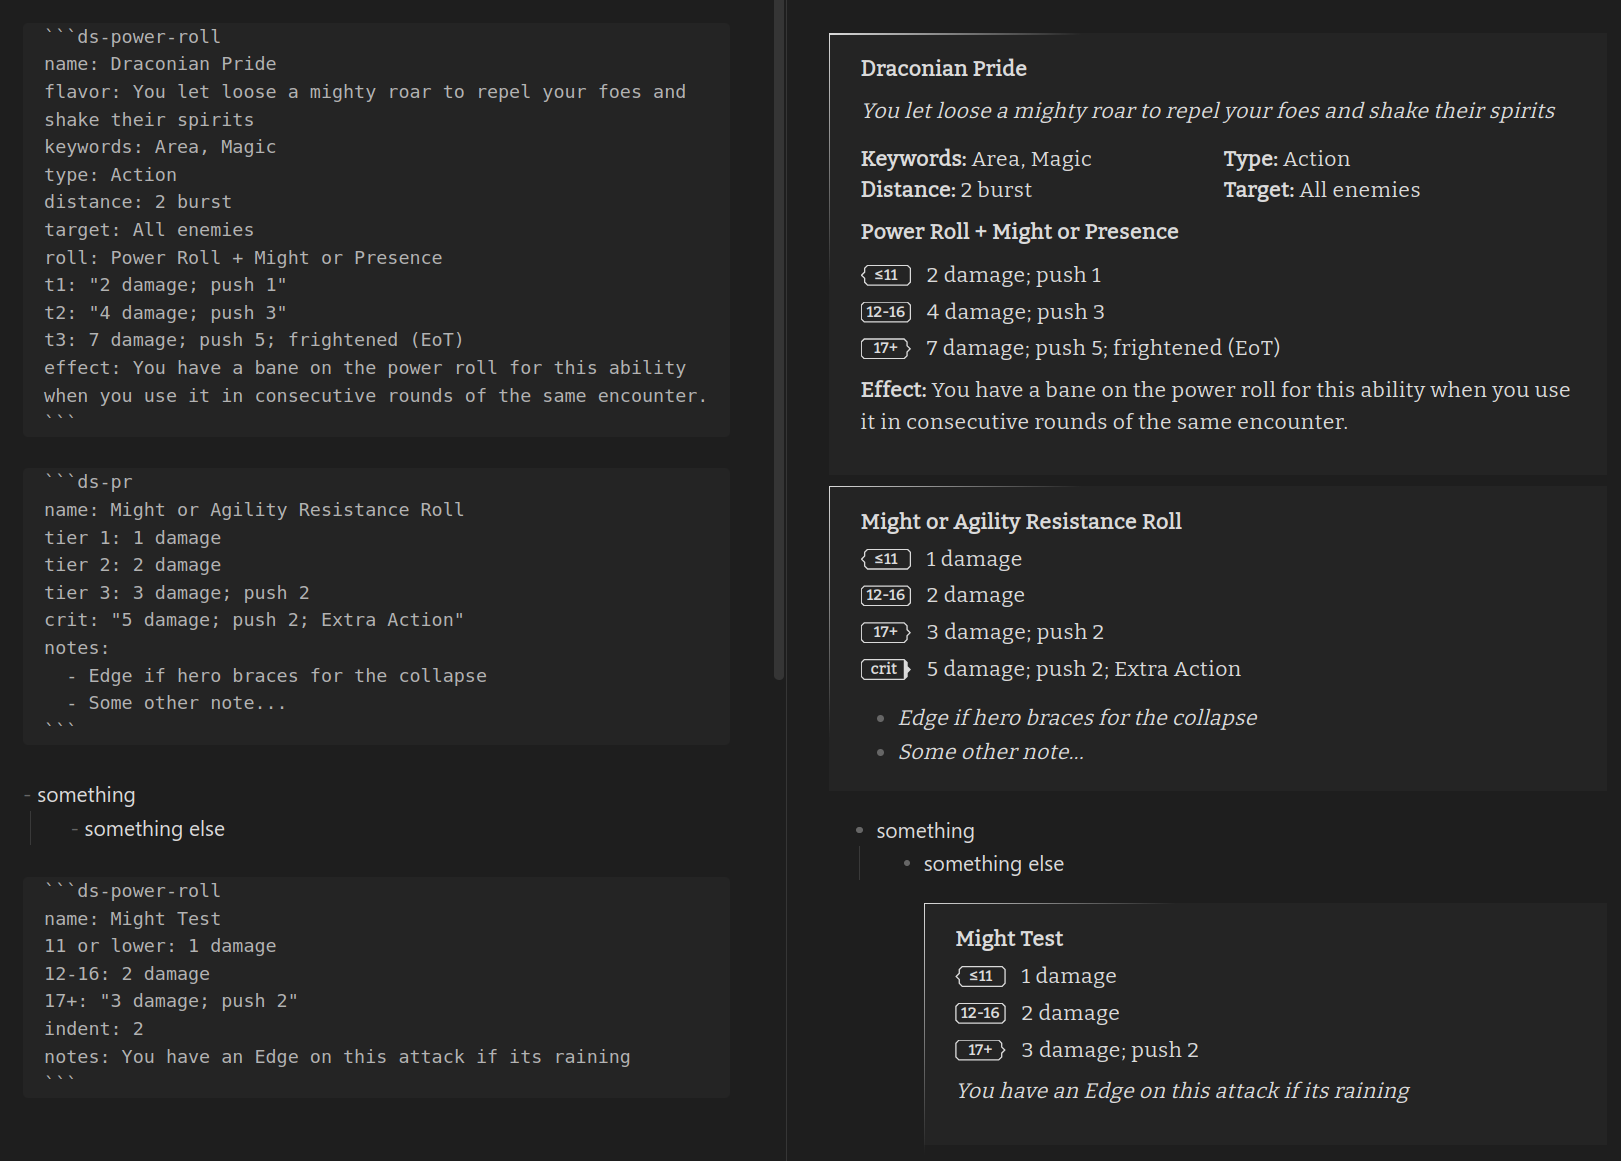 ```ds-power-roll
name: Draconian Pride
flavor: You let loose a mighty roar to repel your foes and
shake their spirits
keywords: Area, Magic
type: Action
distance: 2 burst
target: All enemies
roll: Power Roll + Might or Presence
t1: "2 damage; push 1"
t2: "4 damage; push 3"
t3: 7 damage; push 5; frightened (EoT)
effect: You have a bane on the power roll for this ability
when you use it in consecutive rounds of the same encounter.
```
```ds-pr
name: Might or Agility Resistance Roll
tier 1: 1 damage
tier 2: 2 damage
tier 3: 3 damage; push 2
crit: "5 damage; push 2; Extra Action"
notes:
  - Edge if hero braces for the collapse
  - Some other note...
```
- something
- something else
```ds-power-roll
name: Might Test
11 or lower: 1 damage
12-16: 2 damage
17+: "3 damage; push 2"
indent: 2
notes: You have an Edge on this attack if its raining
```
Draconian Pride
You let loose a mighty roar to repel your foes and shake their spirits
Keywords: Area, Magic Type: Action
Distance: 2 burst Target: All enemies
Power Roll + Might or Presence
≤11 2 damage; push 1
12-16 4 damage; push 3
17+ 7 damage; push 5; frightened (EoT)
Effect: You have a bane on the power roll for this ability when you use
it in consecutive rounds of the same encounter.
Might or Agility Resistance Roll
≤11 1 damage
12-16 2 damage
17+ 3 damage; push 2
crit 5 damage; push 2; Extra Action
• Edge if hero braces for the collapse
• Some other note...
• something
• something else
Might Test
≤11 1 damage
12-16 2 damage
17+ 3 damage; push 2
You have an Edge on this attack if its raining